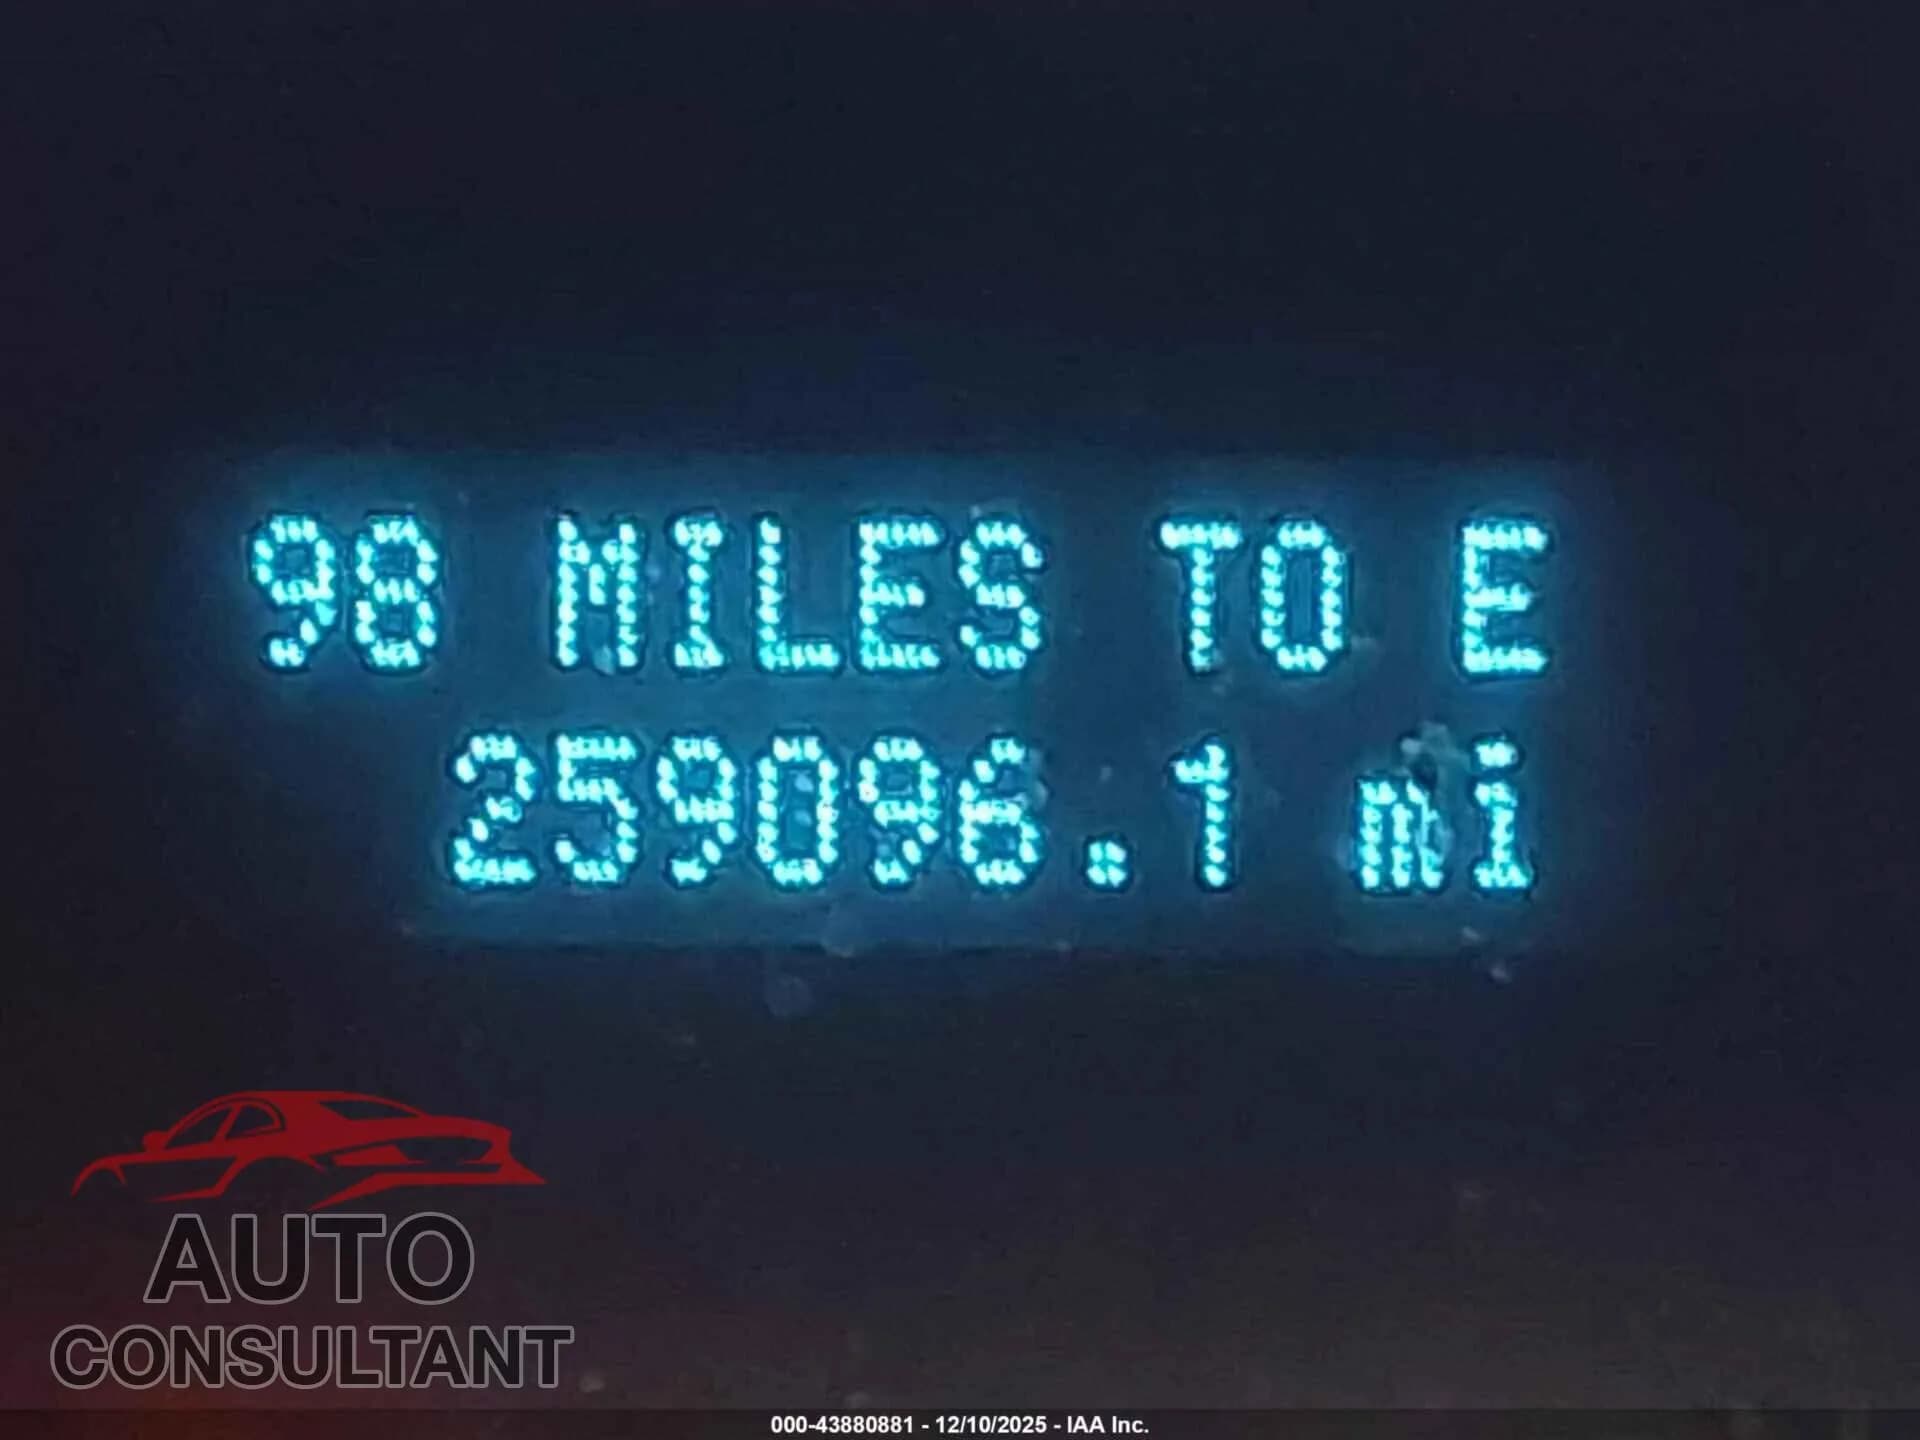 98 MILES TO E
259096.1 mi
AUTO
CONSULTANT
000-43880881 - 12/10/2025 - IAA Inc.